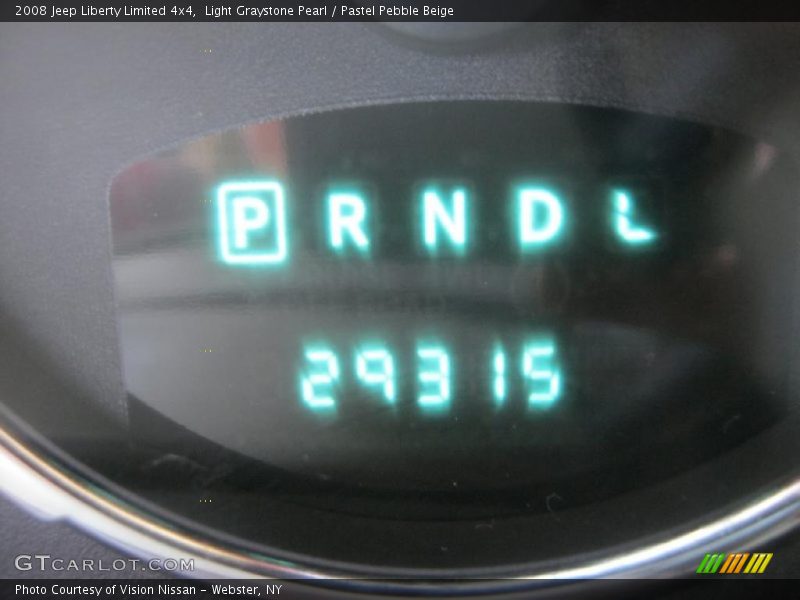 2008 Jeep Liberty Limited 4x4,  Light Graystone Pearl / Pastel Pebble Beige
P R N D L
29315
GTCARLOT.COM
Photo Courtesy of Vision Nissan - Webster, NY